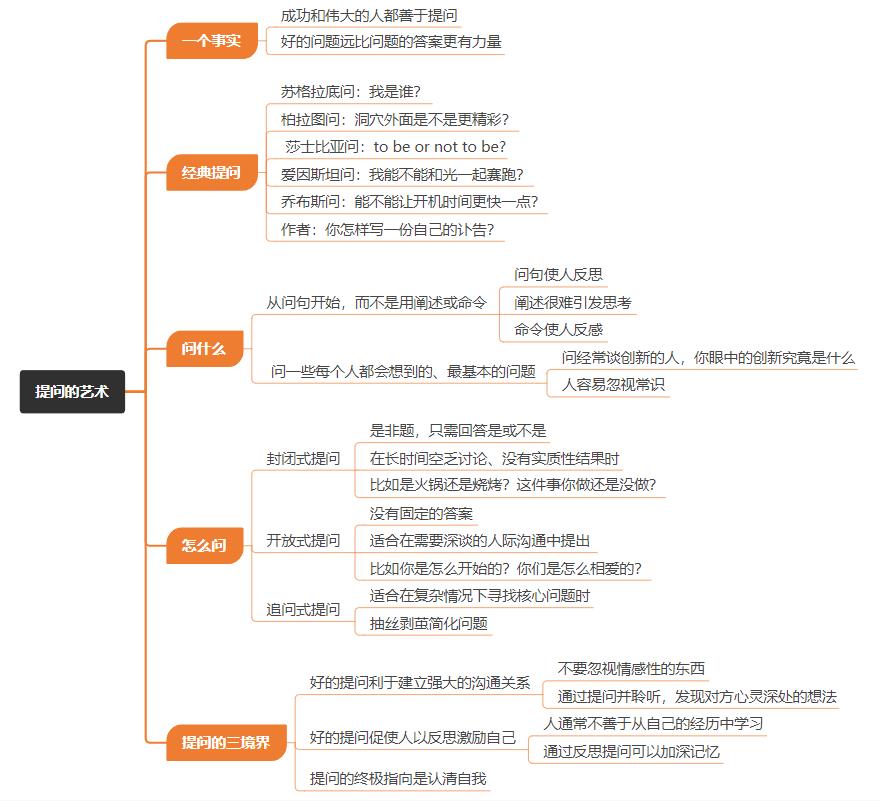 提问的艺术
一个事实
成功和伟大的人都善于提问
好的问题远比问题的答案更有力量
经典提问
苏格拉底问：我是谁？
柏拉图问：洞穴外面是不是更精彩？
莎士比亚问：to be or not to be?
爱因斯坦问：我能不能和光一起赛跑？
乔布斯问：能不能让开机时间更快一点？
作者：你怎样写一份自己的讣告？
问什么
从问句开始，而不是用阐述或命令
问句使人反思
阐述很难引发思考
命令使人反感
问一些每个人都会想到的、最基本的问题
问经常谈创新的人，你眼中的创新究竟是什么
人容易忽视常识
怎么问
封闭式提问
是非题，只需回答是或不是
在长时间空乏讨论、没有实质性结果时
比如是火锅还是烧烤？这件事你做还是没做？
开放式提问
没有固定的答案
适合在需要深谈的人际沟通中提出
比如你是怎么开始的？你们是怎么相爱的？
追问式提问
适合在复杂情况下寻找核心问题时
抽丝剥茧简化问题
提问的三境界
好的提问利于建立强大的沟通关系
不要忽视情感性的东西
通过提问并聆听，发现对方心灵深处的想法
好的提问促使人以反思激励自己
人通常不善于从自己的经历中学习
通过反思提问可以加深记忆
提问的终极指向是认清自我